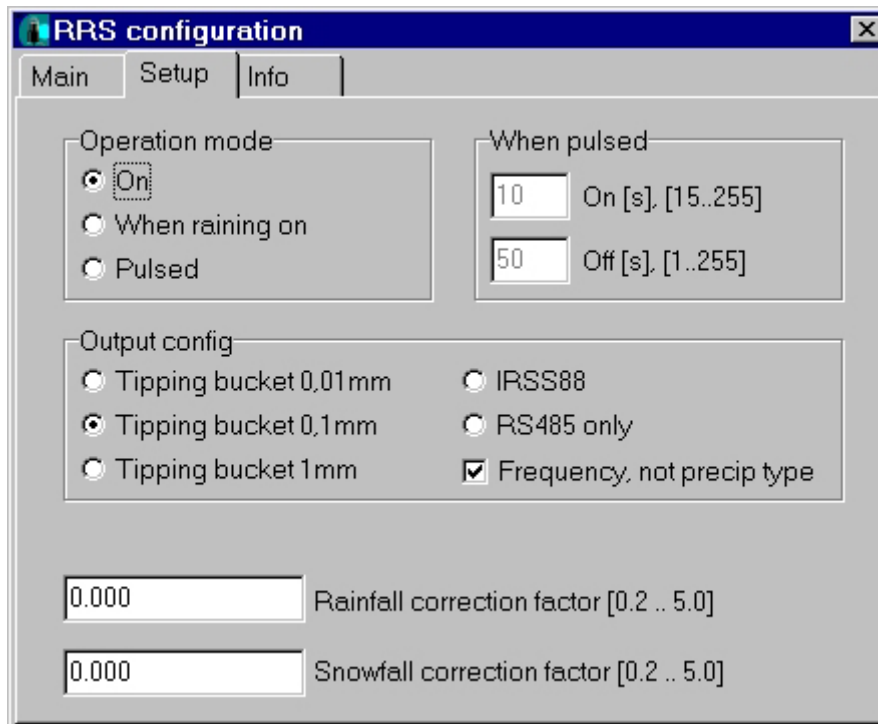 RRS configuration
Main Setup Info
Operation mode
On
When raining on
Pulsed
When pulsed
10 On [s], [15..255]
50 Off [s], [1..255]
Output config
Tipping bucket 0,01mm
Tipping bucket 0,1mm
Tipping bucket 1mm
IRSS88
RS485 only
Frequency, not precip type
0.000 Rainfall correction factor [0.2 .. 5.0]
0.000 Snowfall correction factor [0.2 .. 5.0]